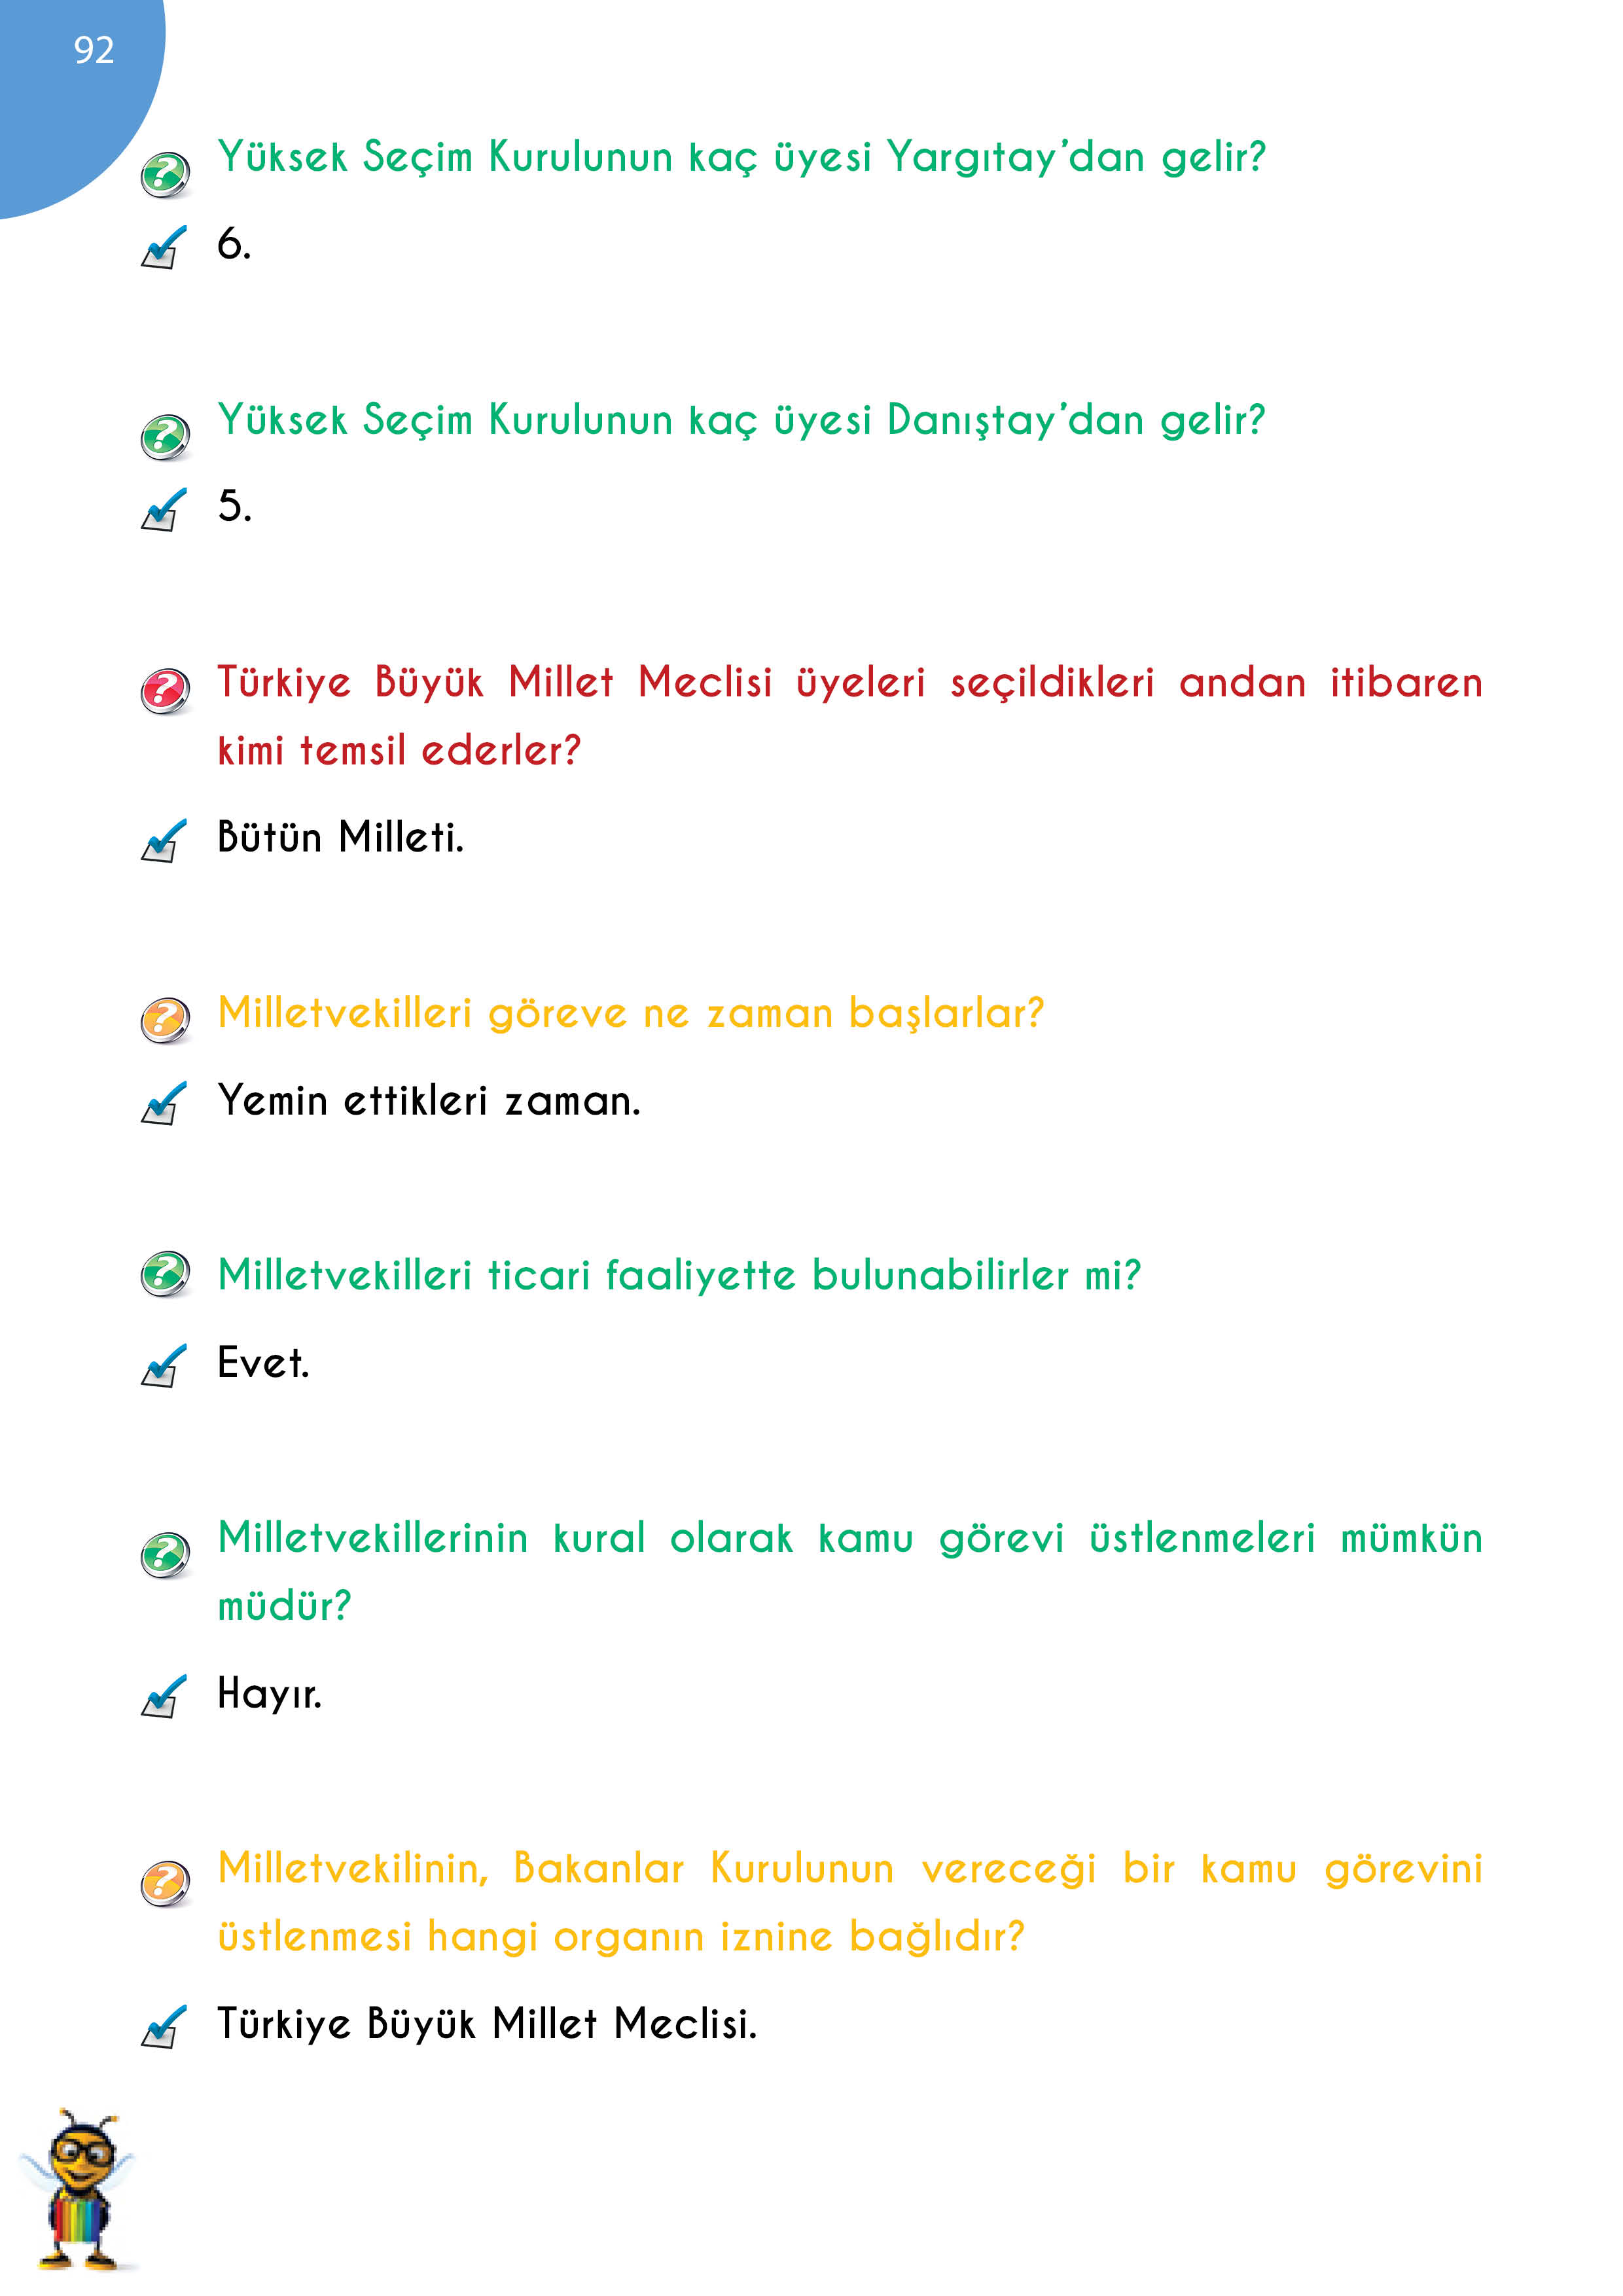 92
Yüksek Seçim Kurulunun kaç üyesi Yargıtay'dan gelir?
6.
Yüksek Seçim Kurulunun kaç üyesi Danıştay'dan gelir?
5.
Türkiye Büyük Millet Meclisi üyeleri seçildikleri andan itibaren
kimi temsil ederler?
Bütün Milleti.
Milletvekilleri göreve ne zaman başlarlar?
Yemin ettikleri zaman.
Milletvekilleri ticari faaliyette bulunabilirler mi?
Evet.
Milletvekillerinin kural olarak kamu görevi üstlenmeleri mümkün
müdür?
Hayır.
Milletvekilinin, Bakanlar Kurulunun vereceği bir kamu görevini
üstlenmesi hangi organın iznine bağlıdır?
Türkiye Büyük Millet Meclisi.